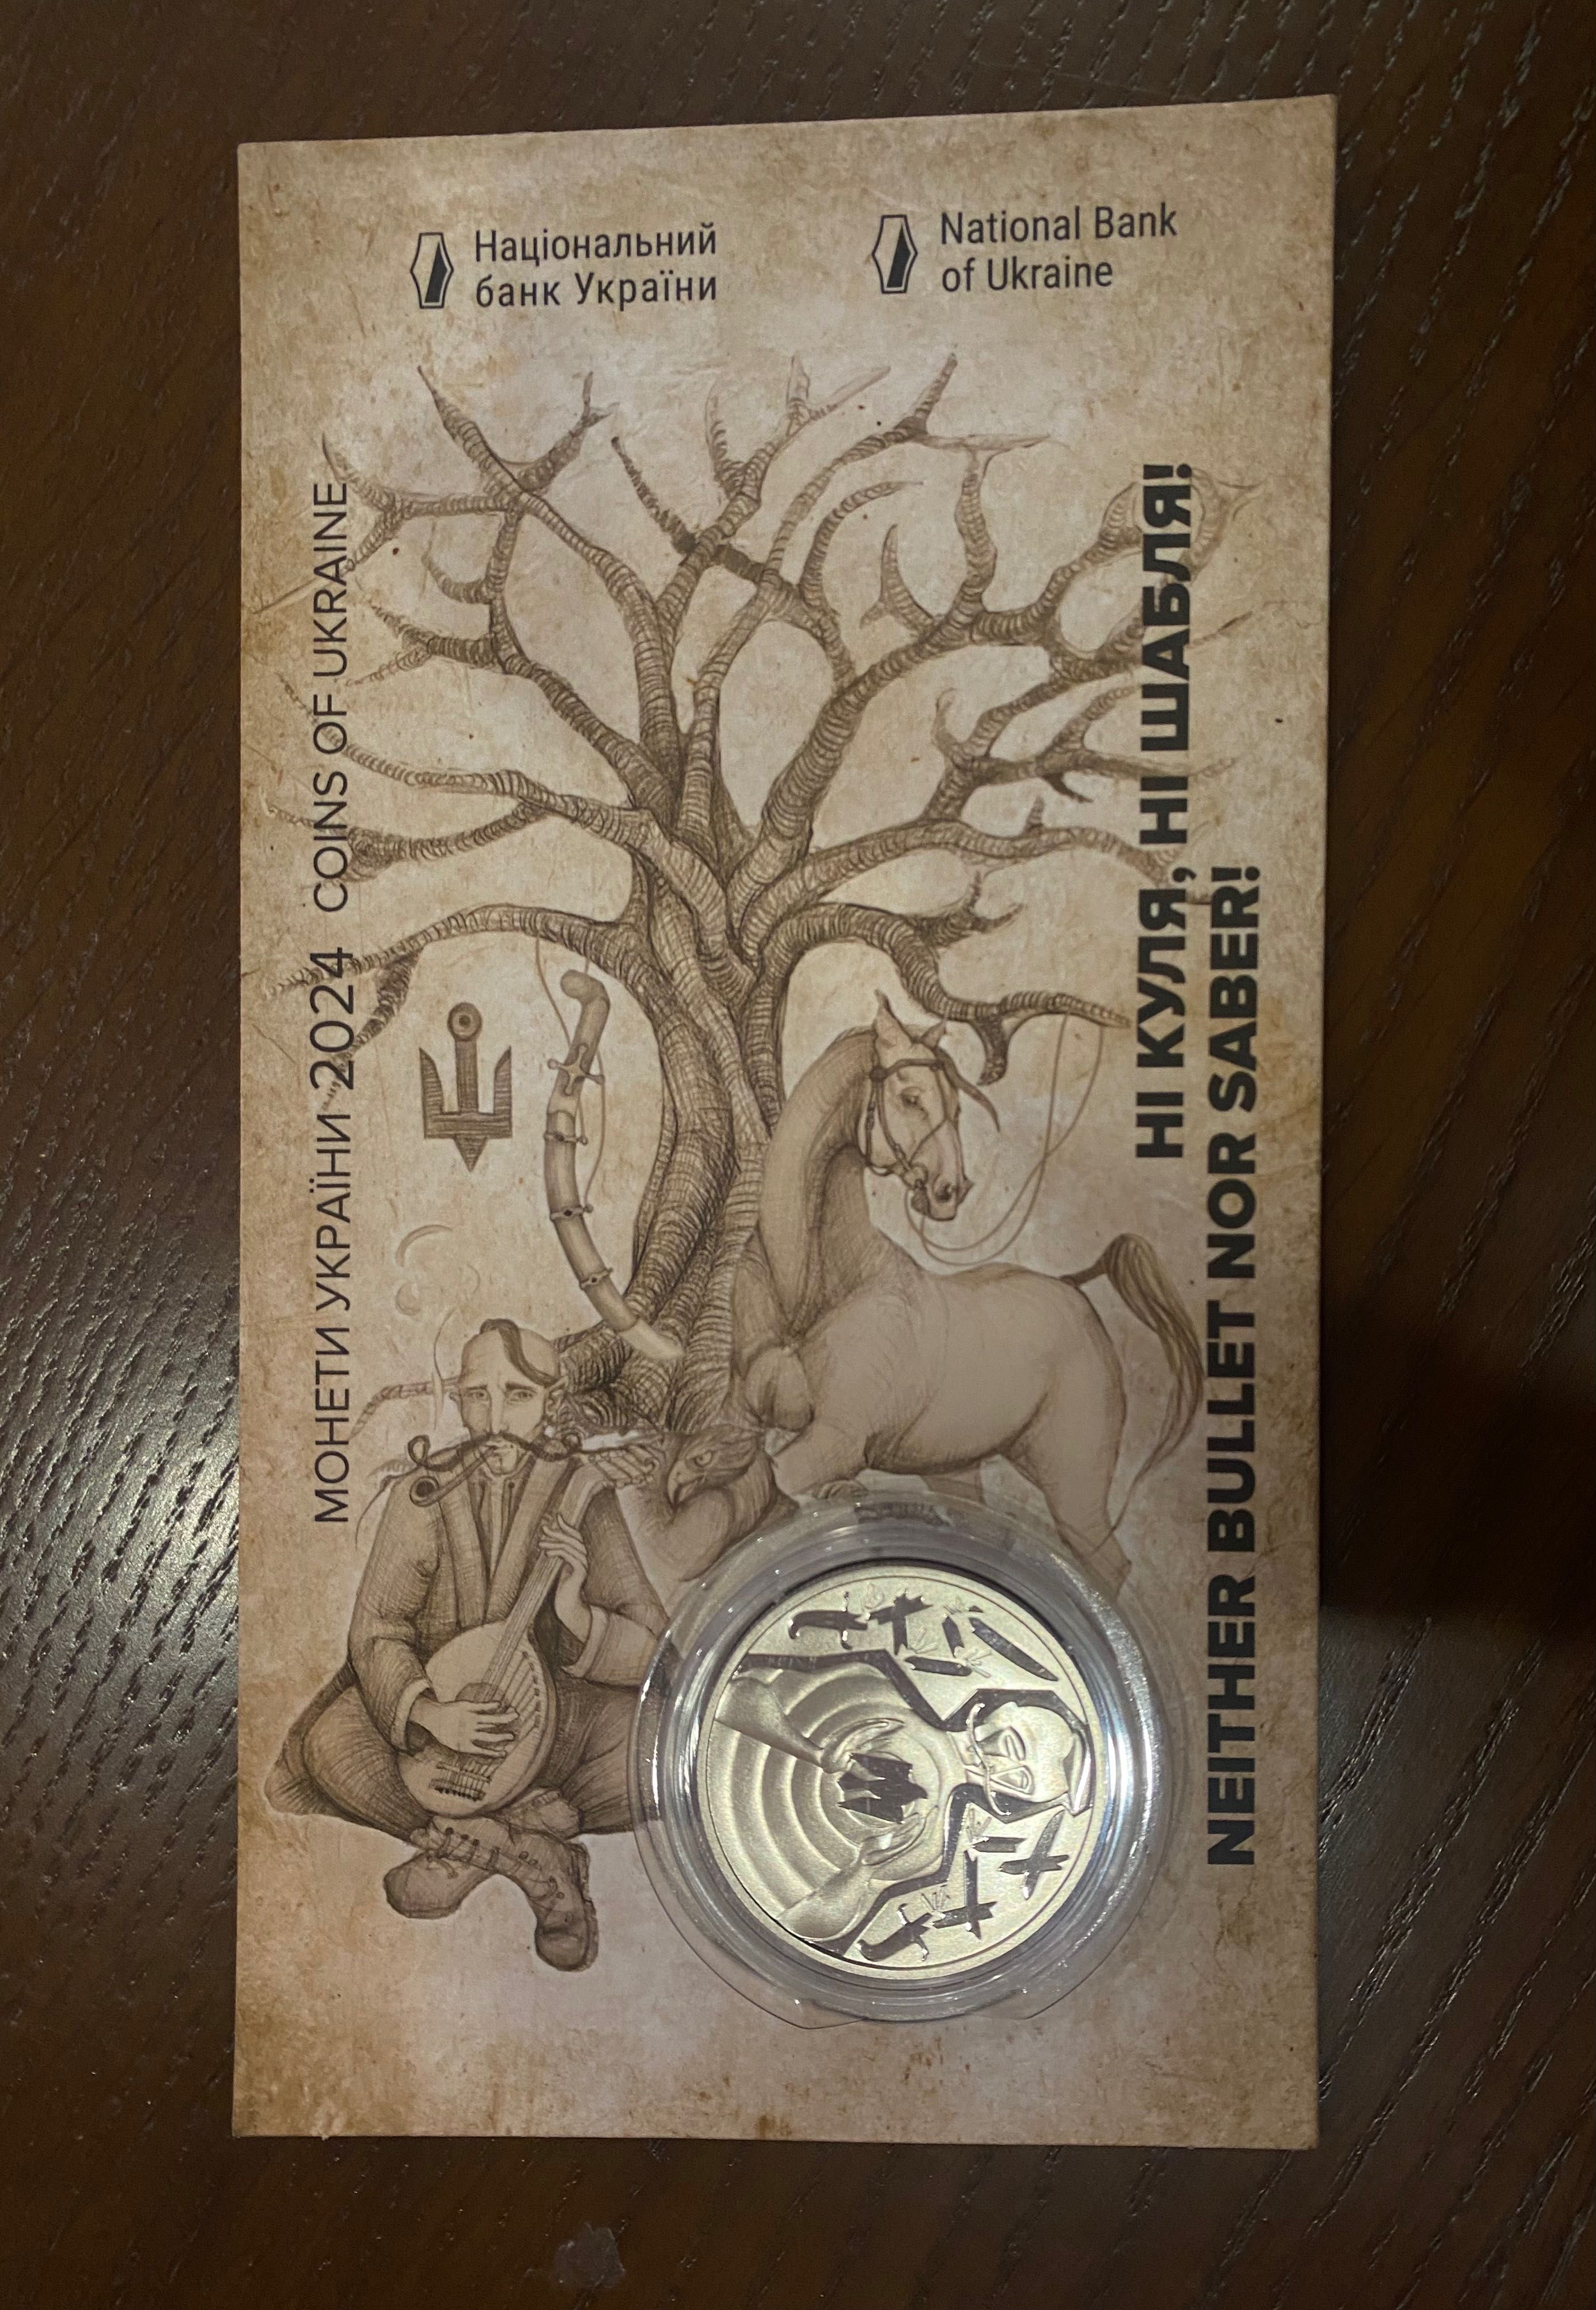 Національний
банк України
National Bank
of Ukraine
МОНЕТИ УКРАЇНИ 2024 COINS OF UKRAINE
НІ КУЛЯ, НІ ШАБЛЯ!
NEITHER BULLET NOR SABER!